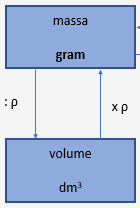 massa
gram
: ρ
x ρ
volume
dm³